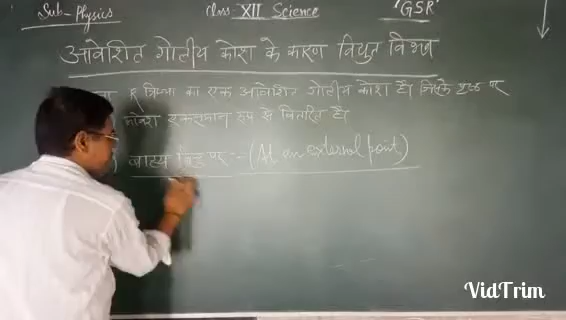 Sub-Physics Class XII Science "GSR"
आवेशित गोलीय कोश के कारण विद्युत विभव
R त्रिज्या का एक आवेशित गोलीय कोश है। जिसके पृष्ठ पर
एकसमान रूप से वितरित है।
बाह्य बिंदु पर :- (At an external point)
VidTrim